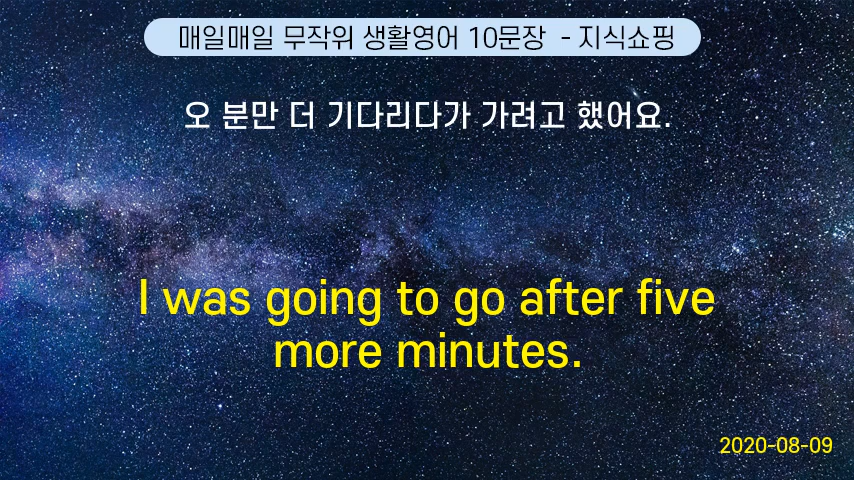 매일매일 무작위 생활영어 10문장 - 지식쇼핑
오 분만 더 기다리다가 가려고 했어요.
I was going to go after five
more minutes.
2020-08-09